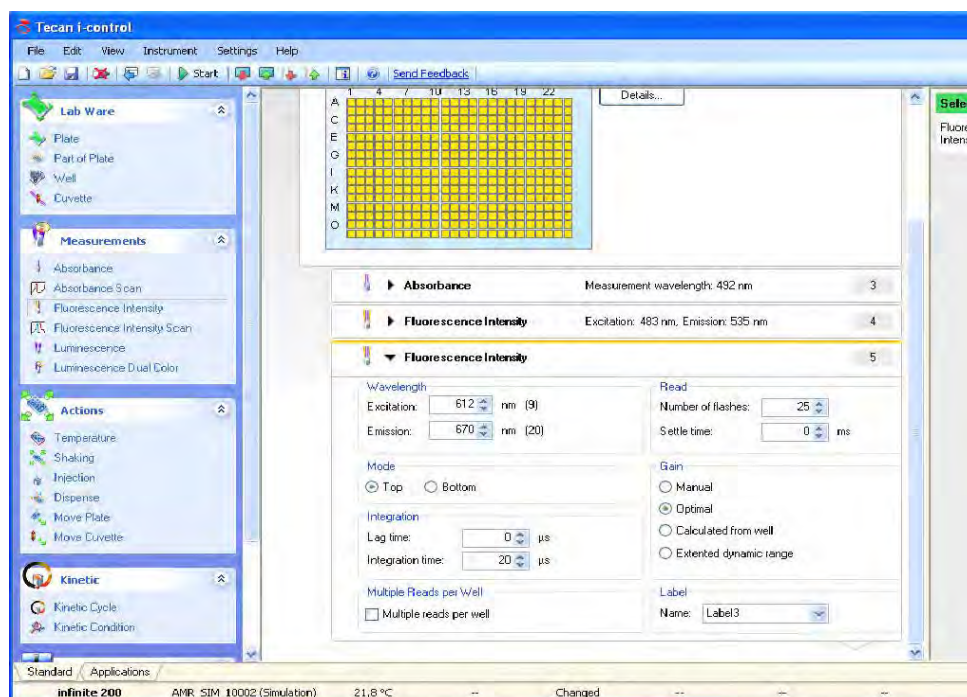 Tecan i-control
File Edit View Instrument Settings Help
Start Send Feedback
Lab Ware
Plate
Part of Plate
Well
Cuvette
Measurements
Absorbance
Absorbance Scan
Fluorescence Intensity
Fluorescence Intensity Scan
Luminescence
Luminescence Dual Color
Actions
Temperature
Shaking
Injection
Dispense
Move Plate
Move Cuvette
Kinetic
Kinetic Cycle
Kinetic Condition
1 4 7 10 13 16 19 22
A
C
E
G
I
K
M
O
Details...
Absorbance Measurement wavelength: 492 nm 3
Fluorescence Intensity Excitation: 483 nm, Emission: 535 nm 4
Fluorescence Intensity 5
Wavelength
Excitation: 612 nm (9)
Emission: 670 nm (20)
Mode
Top Bottom
Integration
Lag time: 0 µs
Integration time: 20 µs
Multiple Reads per Well
Multiple reads per well
Read
Number of flashes: 25
Settle time: 0 ms
Gain
Manual
Optimal
Calculated from well
Extented dynamic range
Label
Name: Label3
Sele
Fluore
Intens
Standard Applications
infinite 200 AMR_SIM_10002 (Simulation) 21,8 °C -- Changed -- -- --